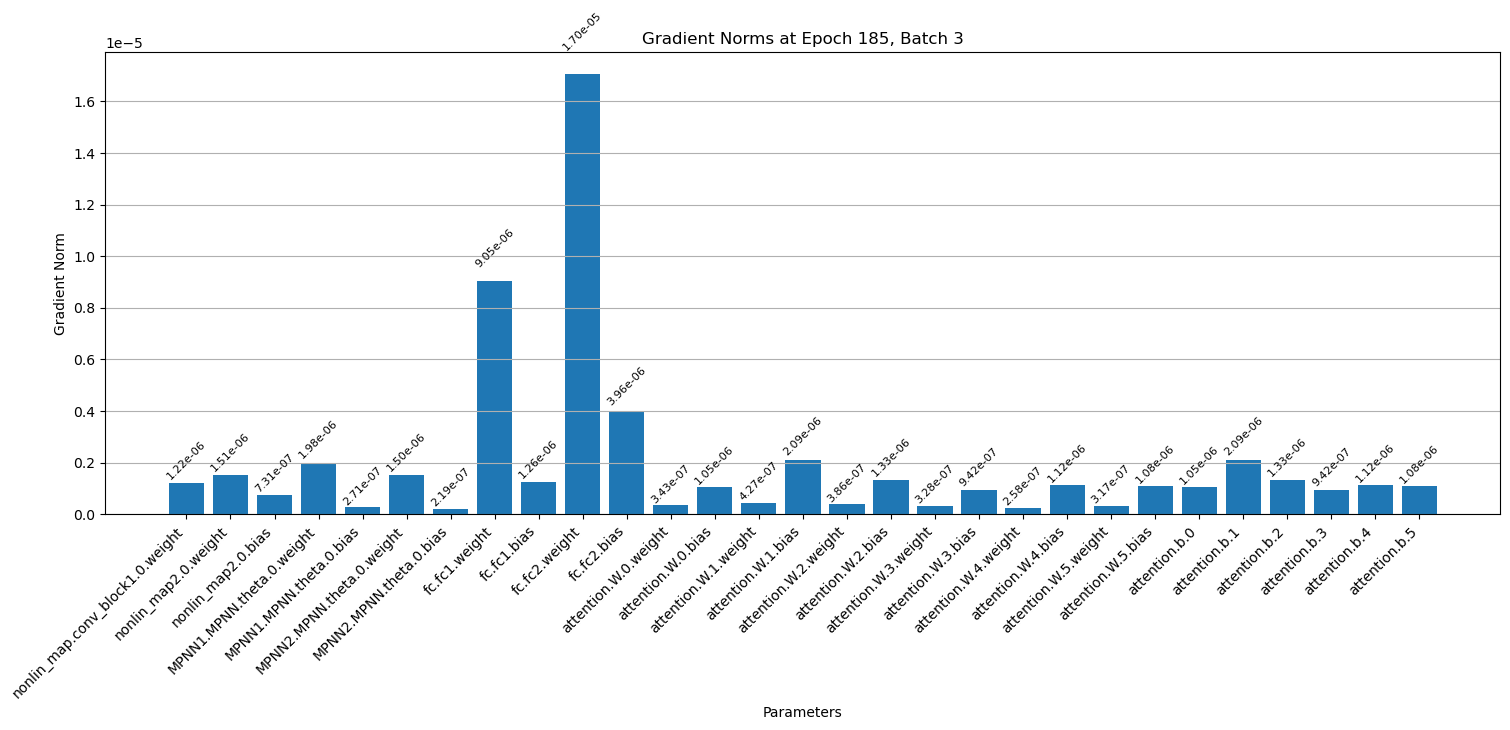 Gradient Norms at Epoch 185, Batch 3
1e−5
Gradient Norm
1.6
1.4
1.2
1.0
0.8
0.6
0.4
0.2
0.0
1.22e-06
1.51e-06
7.31e-07
1.98e-06
2.71e-07
1.50e-06
2.19e-07
9.05e-06
1.26e-06
1.70e-05
3.96e-06
3.43e-07
1.05e-06
4.27e-07
2.09e-06
3.86e-07
1.33e-06
3.28e-07
9.42e-07
2.58e-07
1.12e-06
3.17e-07
1.08e-06
1.05e-06
2.09e-06
1.33e-06
9.42e-07
1.12e-06
1.08e-06
nonlin_map.conv_block1.0.weight
nonlin_map2.0.weight
nonlin_map2.0.bias
MPNN1.MPNN.theta.0.weight
MPNN1.MPNN.theta.0.bias
MPNN2.MPNN.theta.0.weight
MPNN2.MPNN.theta.0.bias
fc.fc1.weight
fc.fc1.bias
fc.fc2.weight
fc.fc2.bias
attention.W.0.weight
attention.W.0.bias
attention.W.1.weight
attention.W.1.bias
attention.W.2.weight
attention.W.2.bias
attention.W.3.weight
attention.W.3.bias
attention.W.4.weight
attention.W.4.bias
attention.W.5.weight
attention.W.5.bias
attention.b.0
attention.b.1
attention.b.2
attention.b.3
attention.b.4
attention.b.5
Parameters